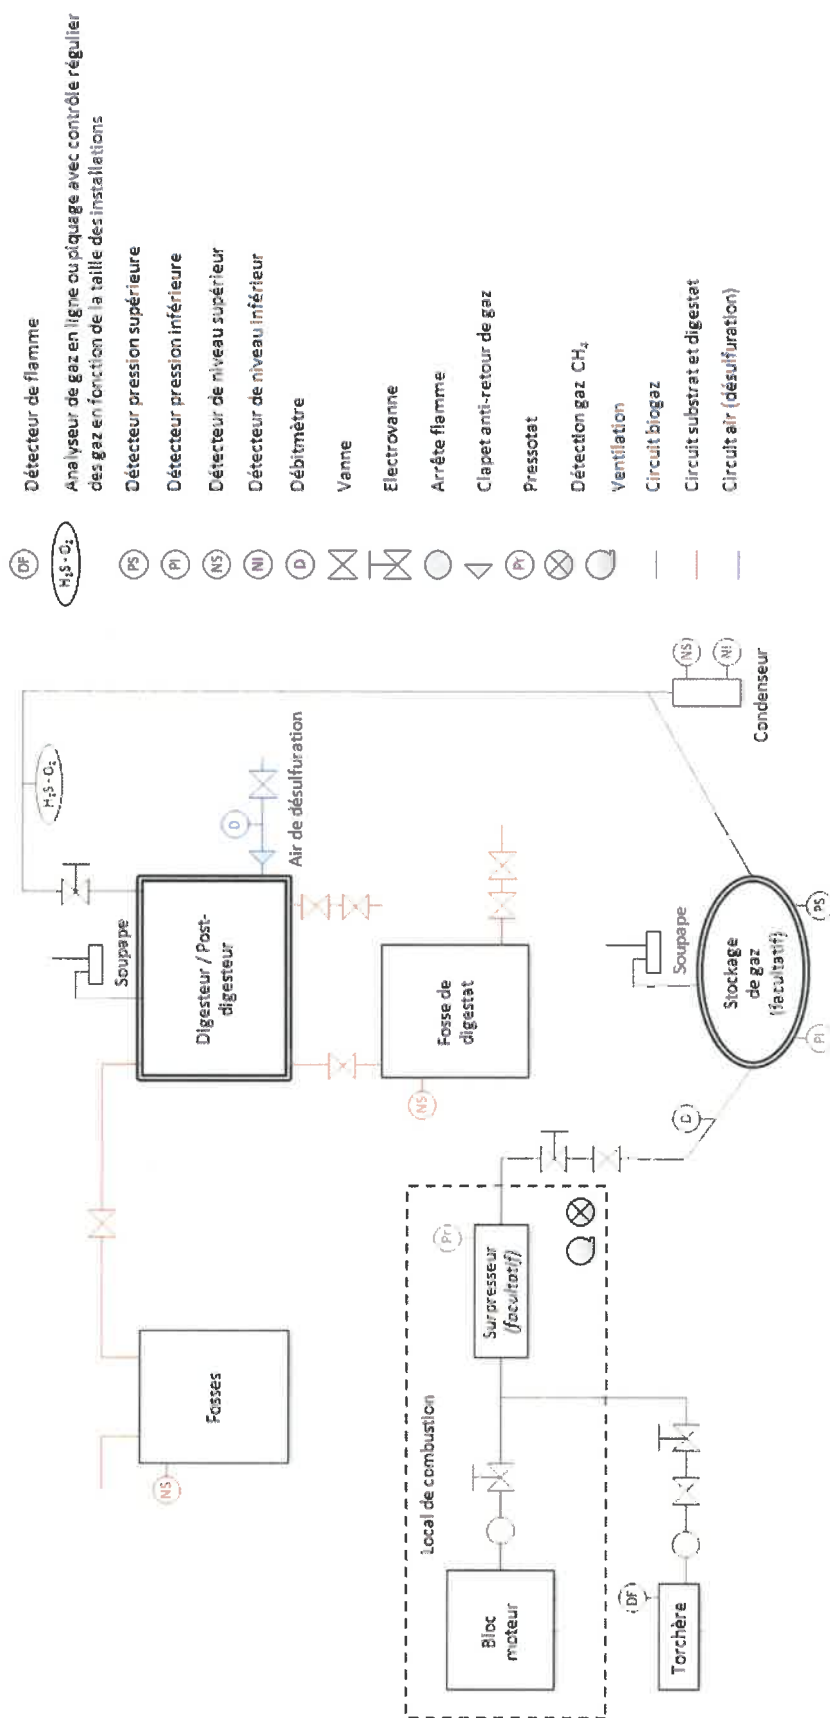 Fosses
NS
Digesteur / Post-
digesteur
Soupape
H₂S - O₂
D
Air de désulfuration
Fosse de
digestat
NS
Local de combustion
Bloc
moteur
Surpresseur
(facultatif)
Pr
Torchère
DF
D
Soupape
Stockage
de gaz
(facultatif)
PI
PS
Condenseur
NS
NI
DF
Détecteur de flamme
H₂S - O₂
Analyseur de gaz en ligne ou piquage avec contrôle régulier
des gaz en fonction de la taille des installations
PS
Détecteur pression supérieure
PI
Détecteur pression inférieure
NS
Détecteur de niveau supérieur
NI
Détecteur de niveau inférieur
D
Débitmètre
Vanne
Electrovanne
Arrête flamme
Clapet anti-retour de gaz
Pr
Pressotat
Détection gaz CH₄
Ventilation
Circuit biogaz
Circuit substrat et digestat
Circuit air (désulfuration)